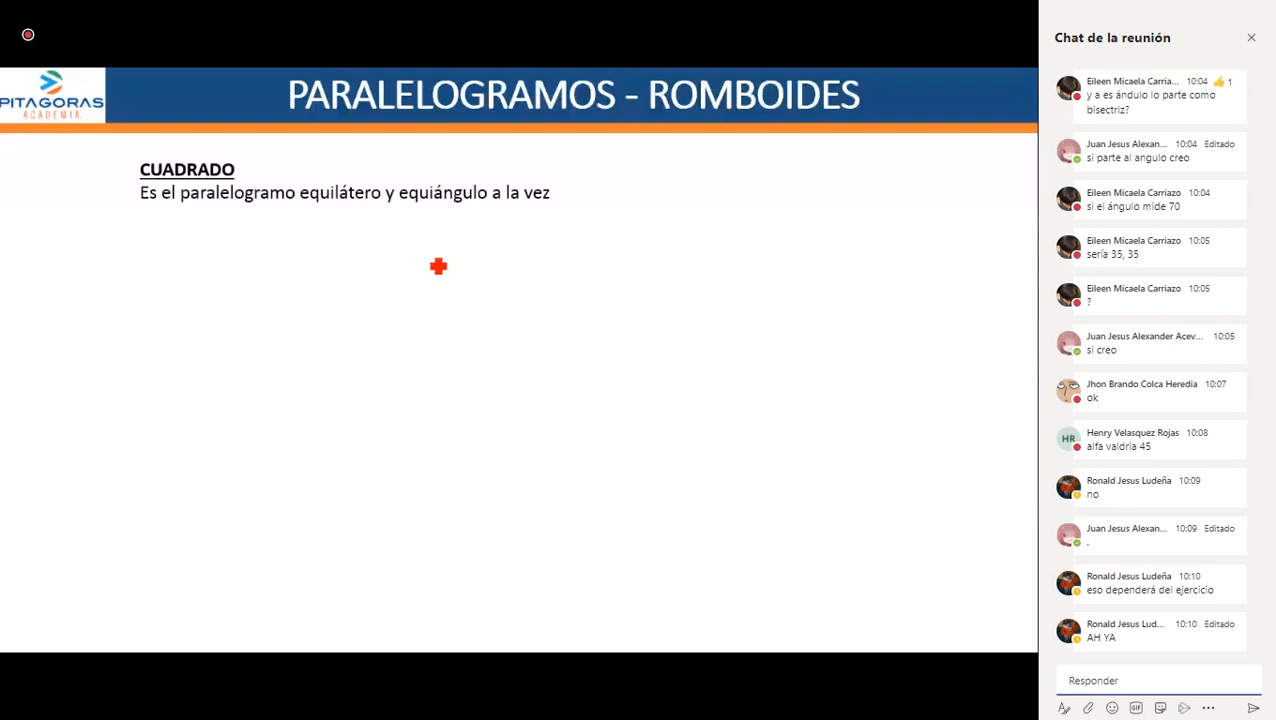 PITAGORAS
ACADEMIA
PARALELOGRAMOS - ROMBOIDES
CUADRADO
Es el paralelogramo equilátero y equiángulo a la vez
Chat de la reunión
Eileen Micaela Carria... 10:04 👍 1
y a es ándulo lo parte como
bisectriz?
Juan Jesus Alexan... 10:04 Editado
si parte al angulo creo
Eileen Micaela Carriazo 10:04
si el ángulo mide 70
Eileen Micaela Carriazo 10:05
sería 35, 35
Eileen Micaela Carriazo 10:05
?
Juan Jesus Alexander Acev... 10:05
si creo
Jhon Brando Colca Heredia 10:07
ok
HR
Henry Velasquez Rojas 10:08
alfa valdria 45
Ronald Jesus Ludeña 10:09
no
Juan Jesus Alexan... 10:09 Editado
.
Ronald Jesus Ludeña 10:10
eso dependerá del ejercicio
Ronald Jesus Lud... 10:10 Editado
AH YA
Responder
GIF